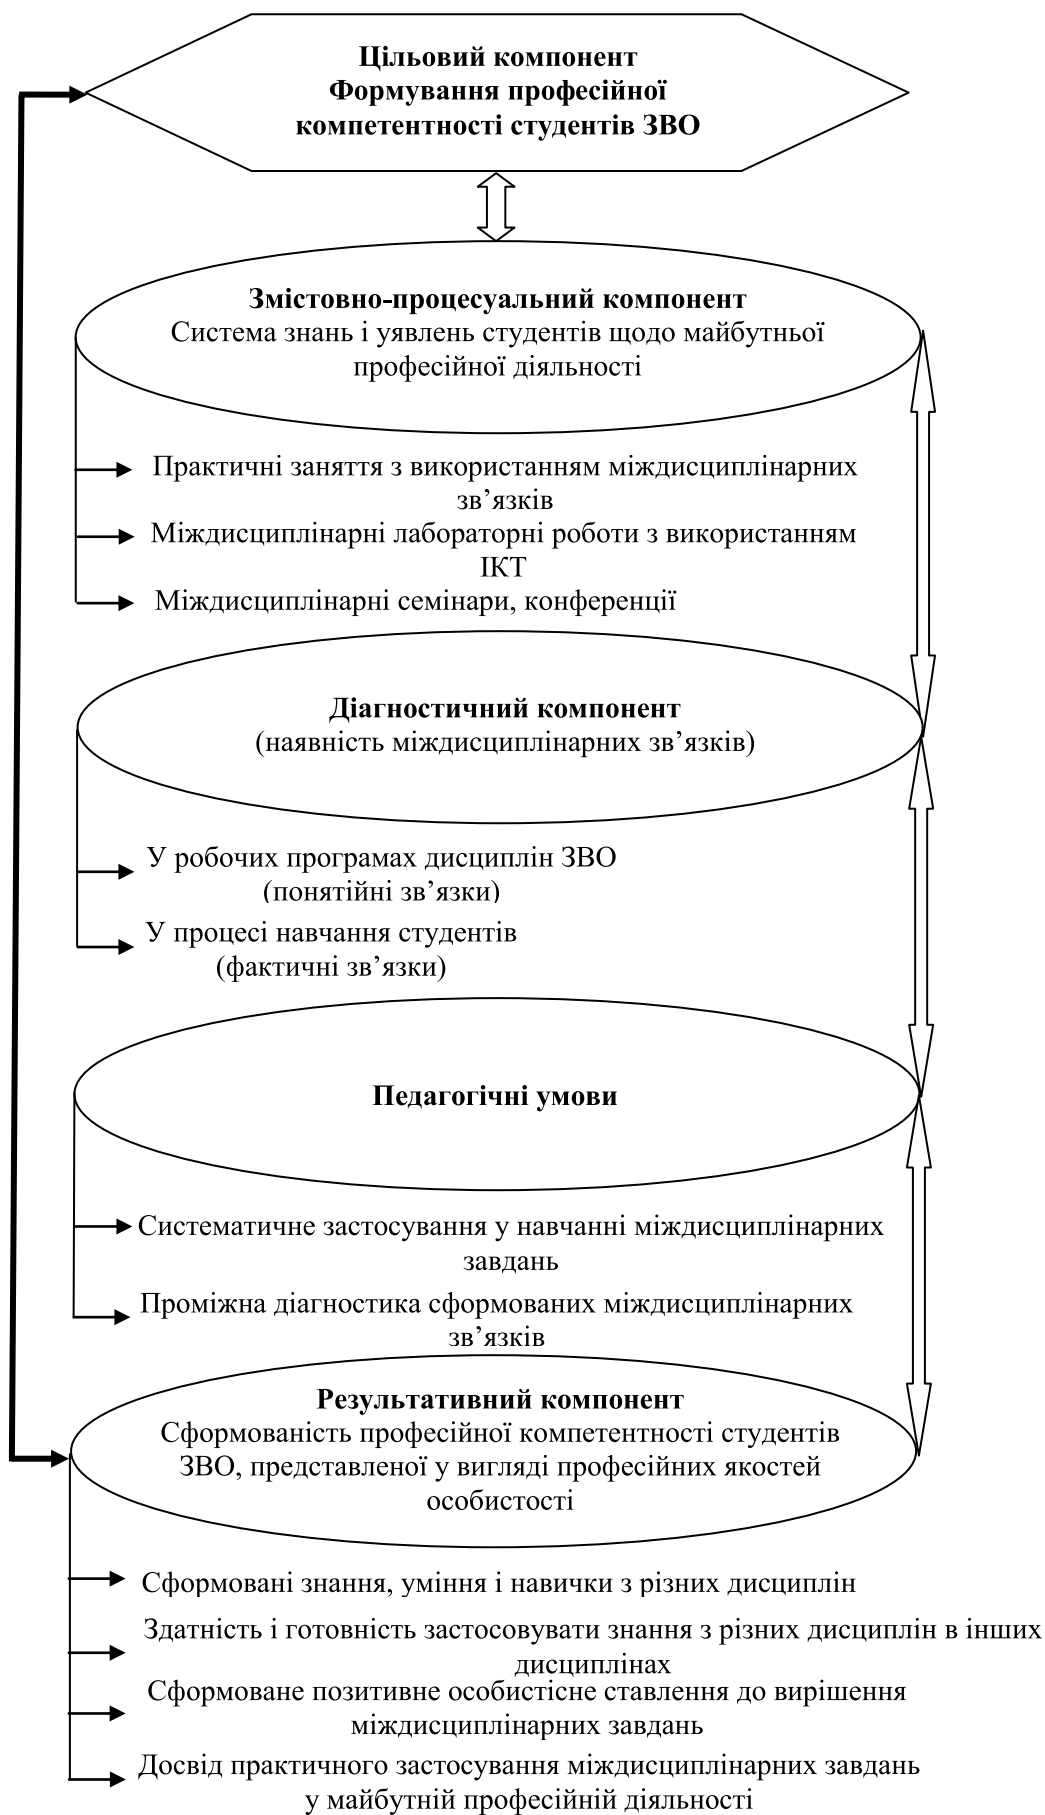 Цільовий компонент
Формування професійної
компетентності студентів ЗВО
Змістовно-процесуальний компонент
Система знань і уявлень студентів щодо майбутньої
професійної діяльності
Практичні заняття з використанням міждисциплінарних
зв’язків
Міждисциплінарні лабораторні роботи з використанням
ІКТ
Міждисциплінарні семінари, конференції
Діагностичний компонент
(наявність міждисциплінарних зв’язків)
У робочих програмах дисциплін ЗВО
(понятійні зв’язки)
У процесі навчання студентів
(фактичні зв’язки)
Педагогічні умови
Систематичне застосування у навчанні міждисциплінарних
завдань
Проміжна діагностика сформованих міждисциплінарних
зв’язків
Результативний компонент
Сформованість професійної компетентності студентів
ЗВО, представленої у вигляді професійних якостей
особистості
Сформовані знання, уміння і навички з різних дисциплін
Здатність і готовність застосовувати знання з різних дисциплін в інших
дисциплінах
Сформоване позитивне особистісне ставлення до вирішення
міждисциплінарних завдань
Досвід практичного застосування міждисциплінарних завдань
у майбутній професійній діяльності